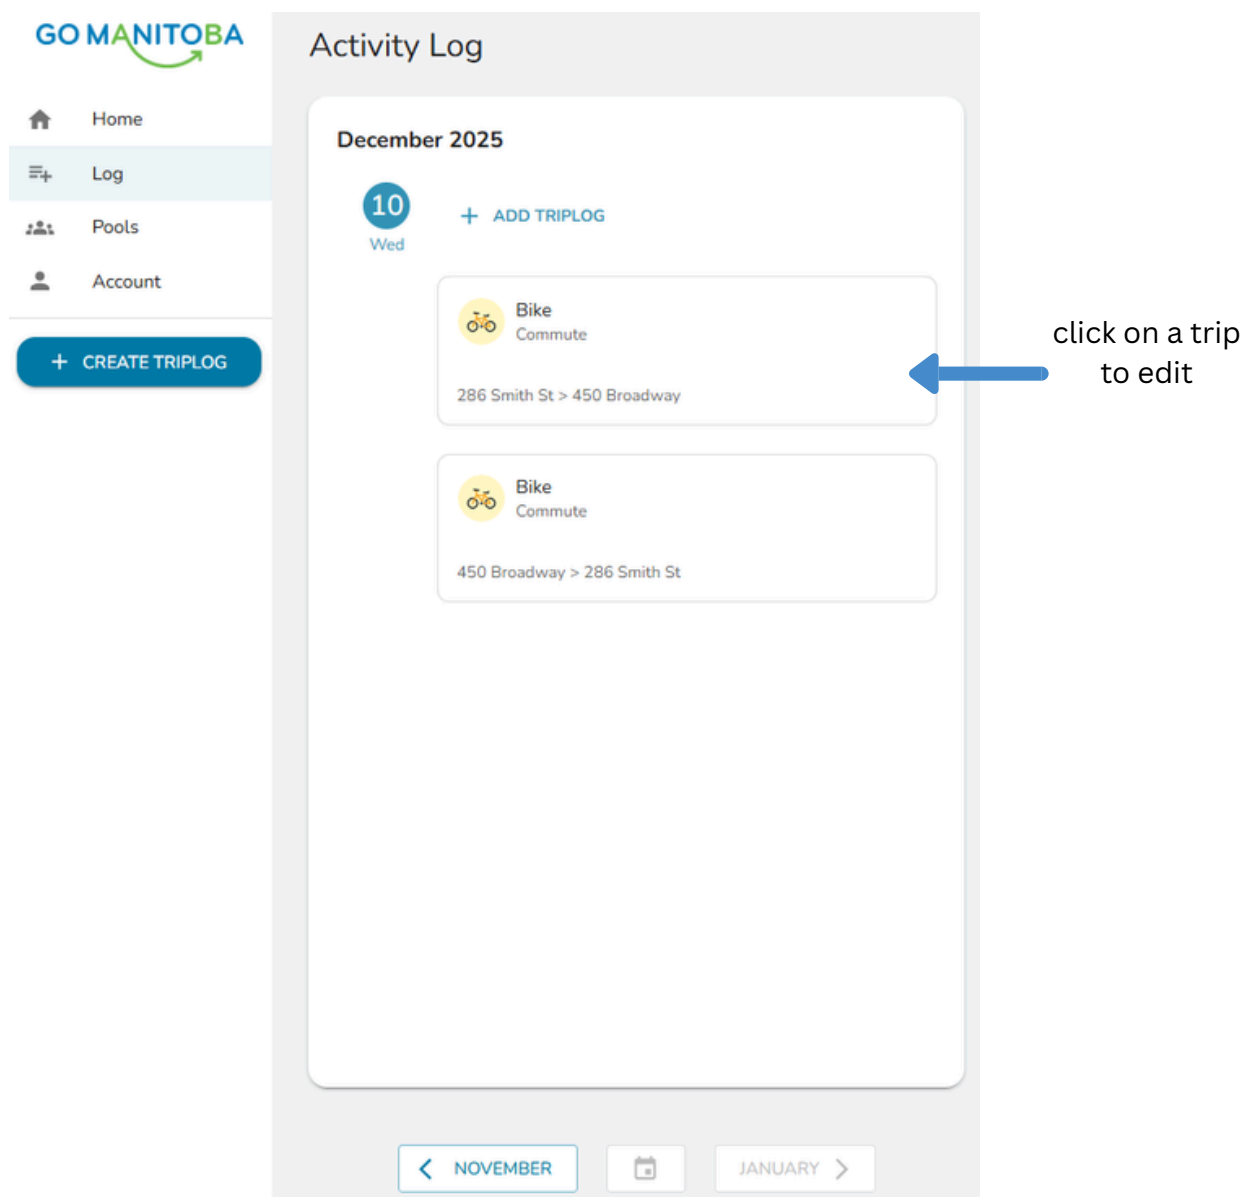 GO MANITOBA
Home
Log
Pools
Account
+ CREATE TRIPLOG
Activity Log
December 2025
10
Wed
+ ADD TRIPLOG
Bike
Commute
286 Smith St > 450 Broadway
Bike
Commute
450 Broadway > 286 Smith St
click on a trip
to edit
< NOVEMBER
JANUARY >